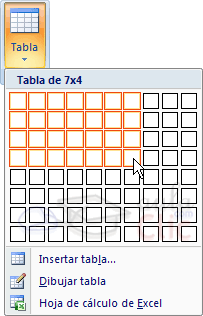 Tabla
Tabla de 7x4
Insertar tabla...
Dibujar tabla
Hoja de cálculo de Excel